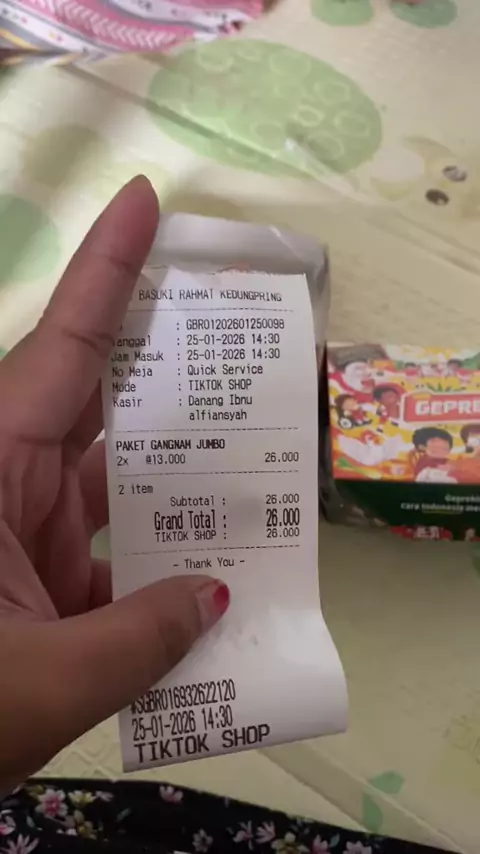 BASUKI RAHMAT KEDUNGPRING
: GBR01202601250098
Tanggal : 25-01-2026 14:30
Jam Masuk : 25-01-2026 14:30
No Meja : Quick Service
Mode : TIKTOK SHOP
Kasir : Danang Ibnu
alfiansyah
PAKET GANGNAM JUMBO
2x @13.000 26.000
2 item
Subtotal : 26.000
Grand Total : 26.000
TIKTOK SHOP : 26.000
- Thank You -
#SGBR016932622120
25-01-2026 14:30
TIKTOK SHOP
GEPRE
cara Indonesia